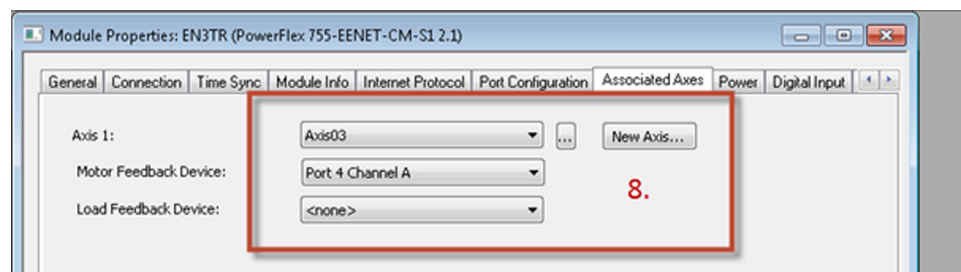 Module Properties: EN3TR (PowerFlex 755-EENET-CM-S1 2.1)
General Connection Time Sync Module Info Internet Protocol Port Configuration Associated Axes Power Digital Input
Axis 1: Axis03 ... New Axis...
Motor Feedback Device: Port 4 Channel A
8.
Load Feedback Device: <none>